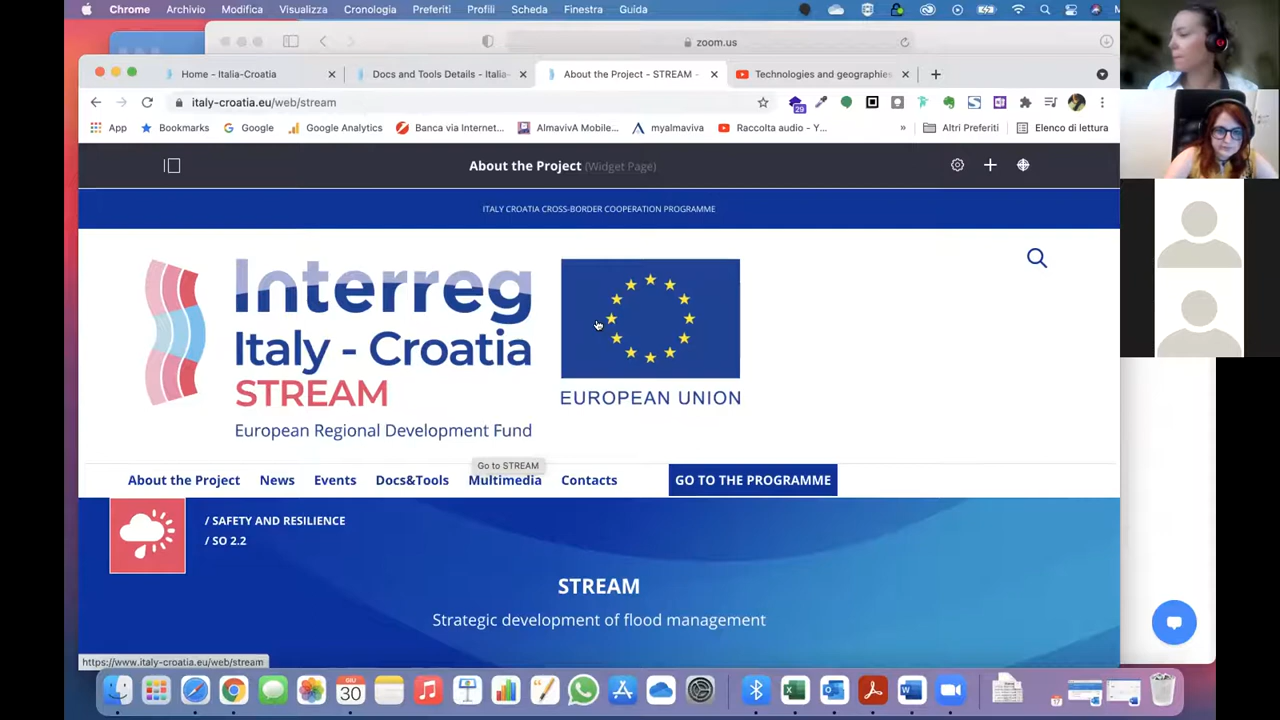 Chrome Archivio Modifica Visualizza Cronologia Preferiti Profili Scheda Finestra Guida
zoom.us
Home - Italia-Croatia
Docs and Tools Details - Italia-
About the Project - STREAM -
Technologies and geographies
italy-croatia.eu/web/stream
29
App Bookmarks Google Google Analytics Banca via Internet... AlmavivA Mobile... myalmaviva Raccolta audio - Y... » Altri Preferiti Elenco di lettura
About the Project (Widget Page)
ITALY CROATIA CROSS-BORDER COOPERATION PROGRAMME
Interreg
Italy - Croatia
STREAM
European Regional Development Fund
EUROPEAN UNION
Go to STREAM
About the Project News Events Docs&Tools Multimedia Contacts GO TO THE PROGRAMME
/ SAFETY AND RESILIENCE
/ SO 2.2
STREAM
Strategic development of flood management
https://www.italy-croatia.eu/web/stream
30